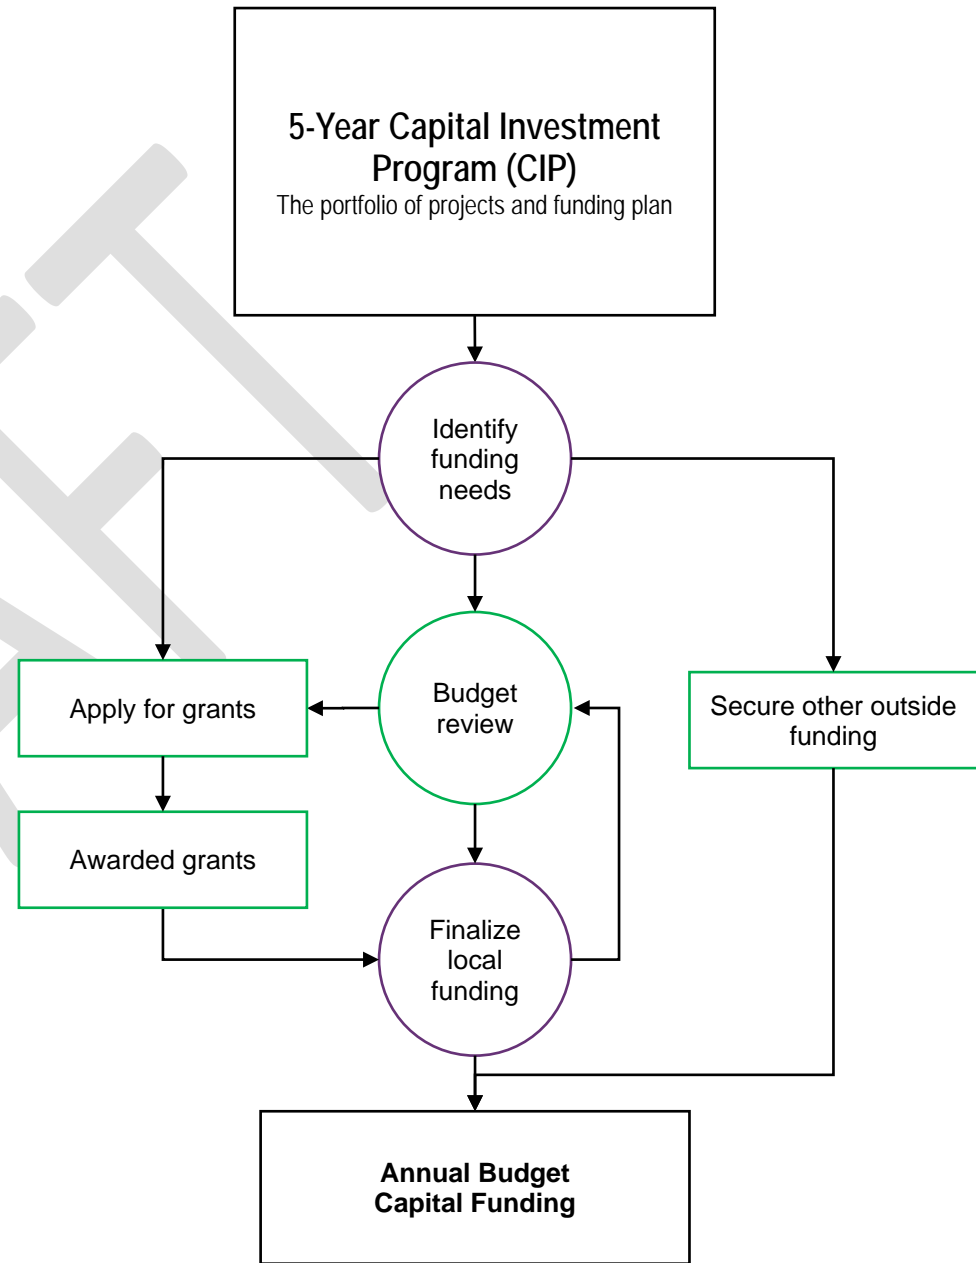 5-Year Capital Investment
Program (CIP)
The portfolio of projects and funding plan
Identify
funding
needs
Budget
review
Apply for grants
Secure other outside
funding
Awarded grants
Finalize
local
funding
Annual Budget
Capital Funding